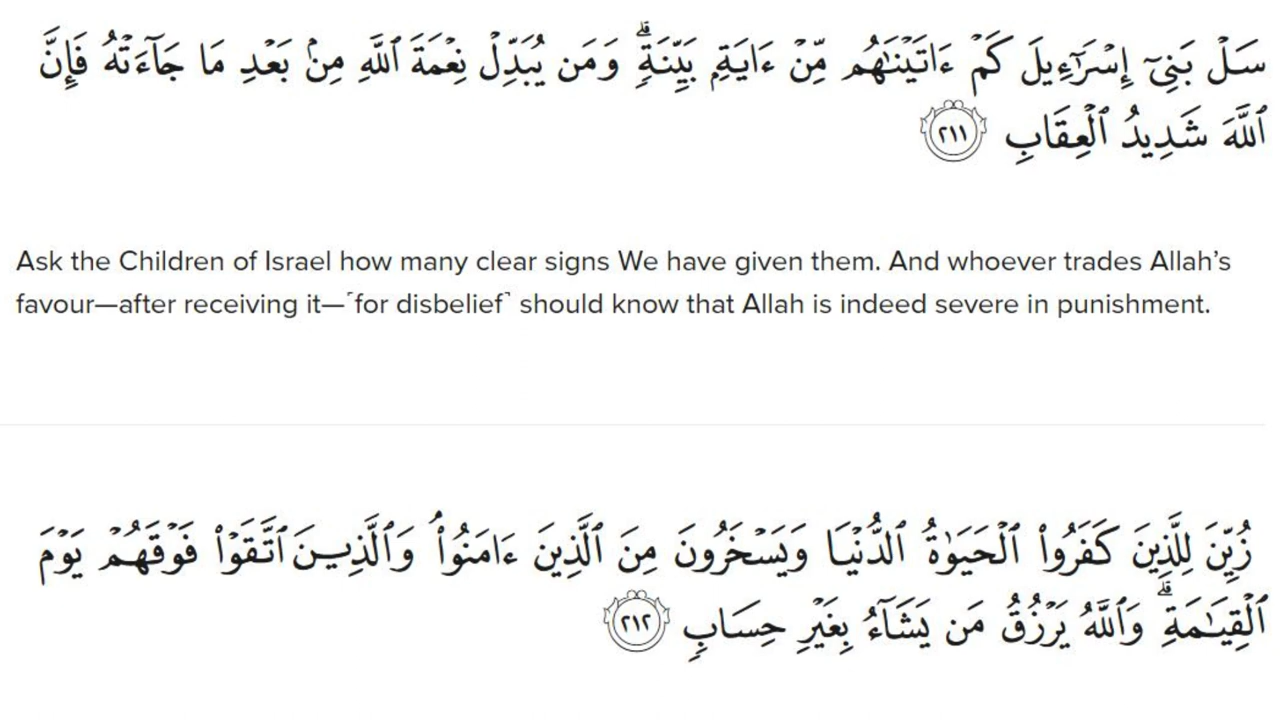 سَلْ بَنِىٓ إِسْرَٰٓءِيلَ كَمْ ءَاتَيْنَـٰهُم مِّنْ ءَايَةٍۭ بَيِّنَةٍۢ ۗ وَمَن يُبَدِّلْ نِعْمَةَ ٱللَّهِ مِنۢ بَعْدِ مَا جَآءَتْهُ فَإِنَّ
ٱللَّهَ شَدِيدُ ٱلْعِقَابِ ٢١١
Ask the Children of Israel how many clear signs We have given them. And whoever trades Allah’s
favour—after receiving it—˹for disbelief˺ should know that Allah is indeed severe in punishment.
زُيِّنَ لِلَّذِينَ كَفَرُوا۟ ٱلْحَيَوٰةُ ٱلدُّنْيَا وَيَسْخَرُونَ مِنَ ٱلَّذِينَ ءَامَنُوا۟ ۘ وَٱلَّذِينَ ٱتَّقَوْا۟ فَوْقَهُمْ يَوْمَ
ٱلْقِيَـٰمَةِ ۗ وَٱللَّهُ يَرْزُقُ مَن يَشَآءُ بِغَيْرِ حِسَابٍۢ ٢١٢